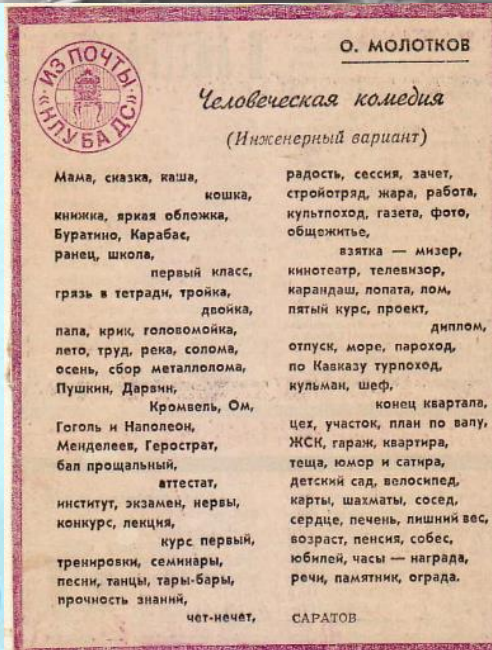 ИЗ ПОЧТЫ
«КЛУБА ДС»
О. МОЛОТКОВ
Человеческая комедия
(Инженерный вариант)
Мама, сказка, каша,
кошка,
книжка, яркая обложка,
Буратино, Карабас,
ранец, школа,
первый класс,
грязь в тетради, тройка,
двойка,
папа, крик, головомойка,
лето, труд, река, солома,
осень, сбор металлолома,
Пушкин, Дарвин,
Кромвель, Ом,
Гоголь и Наполеон,
Менделеев, Герострат,
бал прощальный,
аттестат,
институт, экзамен, нервы,
конкурс, лекция,
курс первый,
тренировки, семинары,
песни, танцы, тары-бары,
прочность знаний,
чет-нечет,
радость, сессия, зачет,
стройотряд, жара, работа,
культпоход, газета, фото,
общежитье,
взятка — мизер,
кинотеатр, телевизор,
карандаш, лопата, лом,
пятый курс, проект,
диплом,
отпуск, море, пароход,
по Кавказу турпоход,
кульман, шеф,
конец квартала,
цех, участок, план по валу,
ЖСК, гараж, квартира,
теща, юмор и сатира,
детский сад, велосипед,
карты, шахматы, сосед,
сердце, печень, лишний вес,
возраст, пенсия, собес,
юбилей, часы — награда,
речи, памятник, ограда.
САРАТОВ